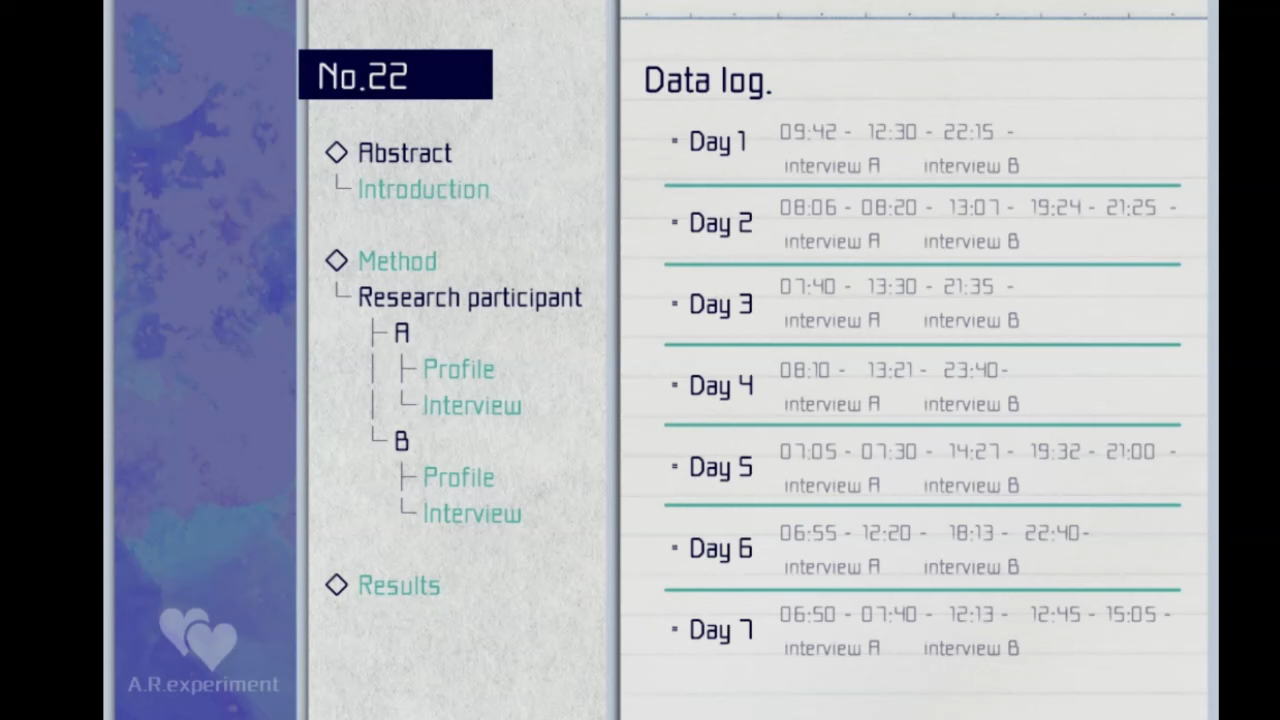 No.22
Abstract
Introduction
Method
Research participant
A
Profile
Interview
B
Profile
Interview
Results
A.R.experiment
Data log.
Day 1 09:42 - 12:30 - 22:15 -
interview A interview B
Day 2 08:06 - 08:20 - 13:07 - 19:24 - 21:25 -
interview A interview B
Day 3 07:40 - 13:30 - 21:35 -
interview A interview B
Day 4 08:10 - 13:21 - 23:40-
interview A interview B
Day 5 07:05 - 07:30 - 14:27 - 19:32 - 21:00 -
interview A interview B
Day 6 06:55 - 12:20 - 18:13 - 22:40-
interview A interview B
Day 7 06:50 - 07:40 - 12:13 - 12:45 - 15:05 -
interview A interview B